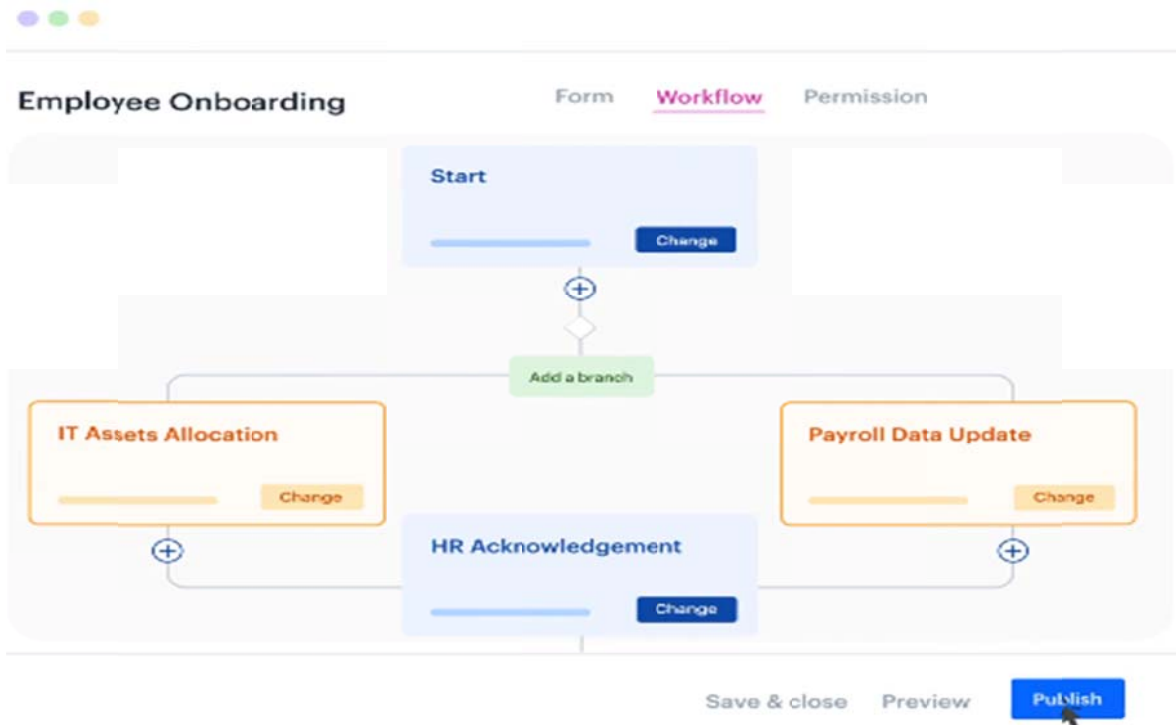 Employee Onboarding
Form Workflow Permission
Start
Change
Add a branch
IT Assets Allocation
Change
Payroll Data Update
Change
HR Acknowledgement
Change
Save & close Preview Publish